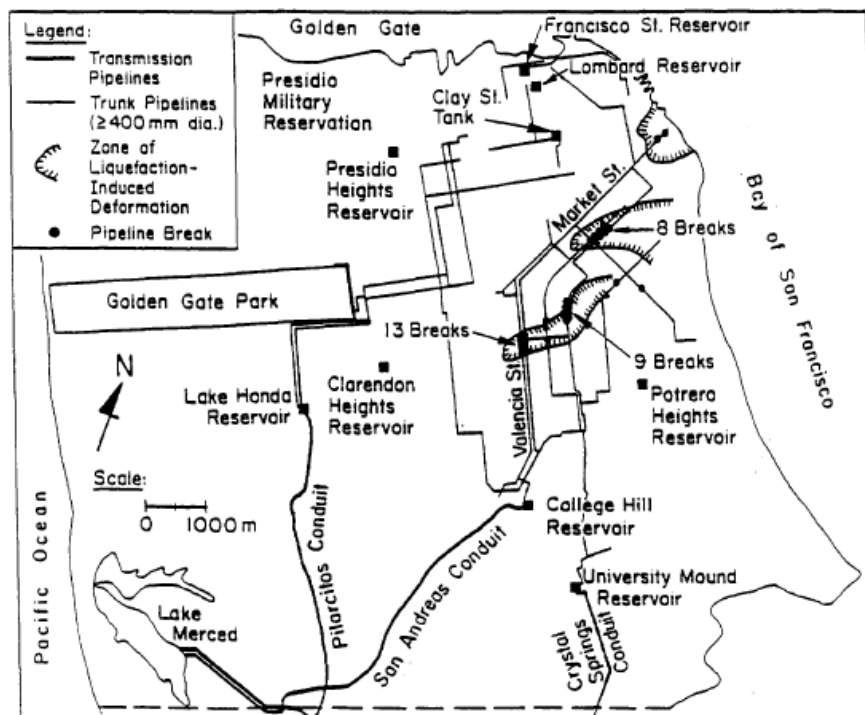 Legend:
Transmission
Pipelines
Trunk Pipelines
(≥400mm dia.)
Zone of
Liquefaction-
Induced
Deformation
Pipeline Break
Golden Gate
Francisco St. Reservoir
Lombard Reservoir
Presidio
Military
Reservation
Clay St.
Tank
Presidio
Heights
Reservoir
Market St.
8 Breaks
Bay of San Francisco
Golden Gate Park
13 Breaks
9 Breaks
N
Lake Honda
Reservoir
Clarendon
Heights
Reservoir
Valencia St.
Potrero
Heights
Reservoir
Scale:
0 1000m
College Hill
Reservoir
Pacific Ocean
Pilarcitos Conduit
San Andreas Conduit
University Mound
Reservoir
Lake
Merced
Crystal
Springs
Conduit